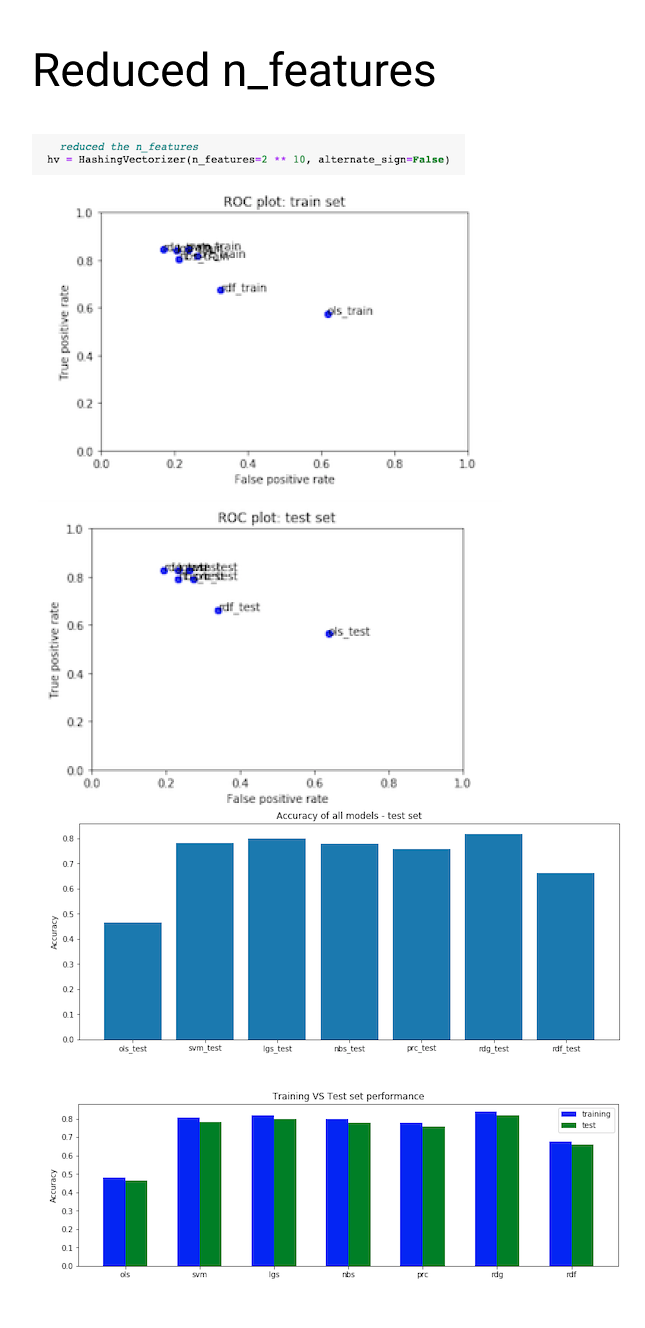 Reduced n_features
reduced the n_features
hv = HashingVectorizer(n_features=2 ** 10, alternate_sign=False)
ROC plot: train set
1.0
0.8
0.6
0.4
0.2
0.0
True positive rate
rdf_train
ols_train
0.0 0.2 0.4 0.6 0.8 1.0
False positive rate
ROC plot: test set
1.0
0.8
0.6
0.4
0.2
0.0
True positive rate
rdf_test
ols_test
0.0 0.2 0.4 0.6 0.8 1.0
False positive rate
Accuracy of all models - test set
0.8
0.7
0.6
0.5
0.4
0.3
0.2
0.1
0.0
Accuracy
ols_test svm_test lgs_test nbs_test prc_test rdg_test rdf_test
Training VS Test set performance
training
test
0.8
0.7
0.6
0.5
0.4
0.3
0.2
0.1
0.0
Accuracy
ols svm lgs nbs prc rdg rdf